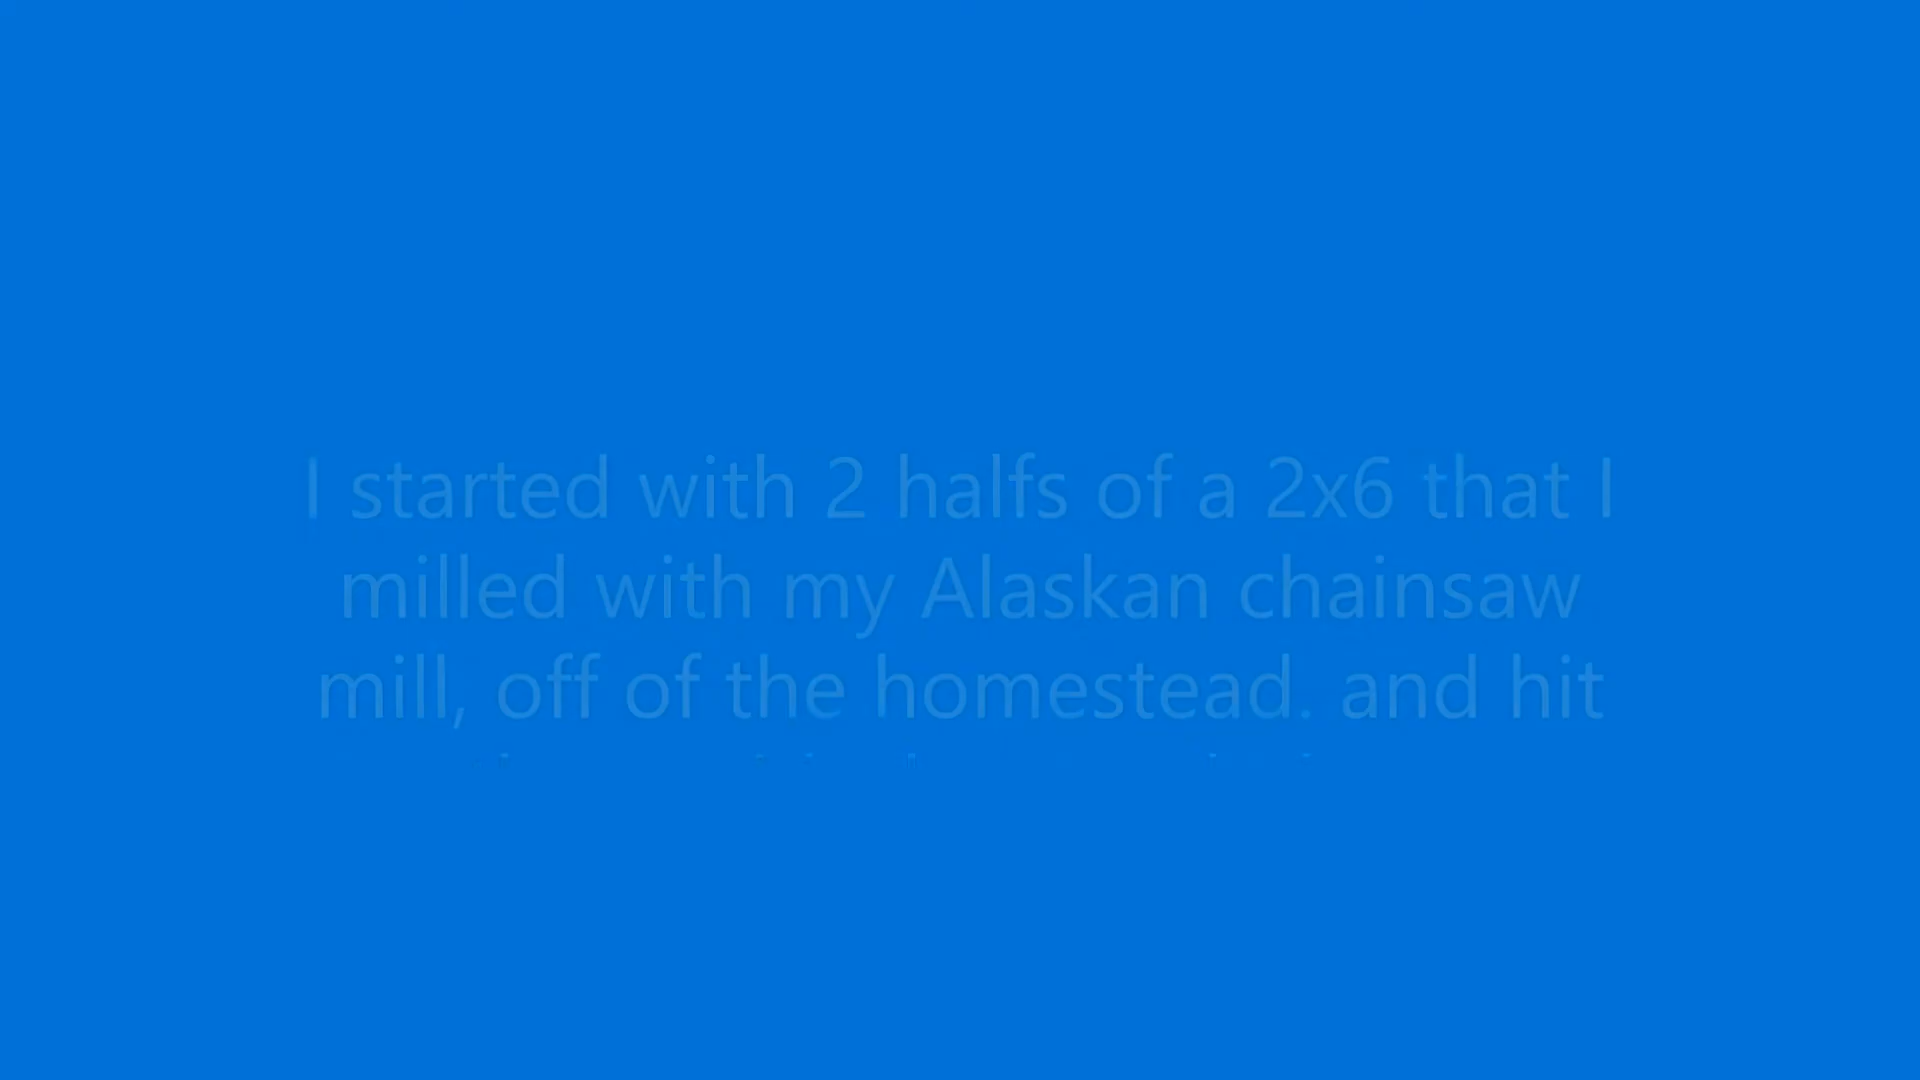 I started with 2 halfs of a 2x6 that I
milled with my Alaskan chainsaw
mill, off of the homestead. and hit